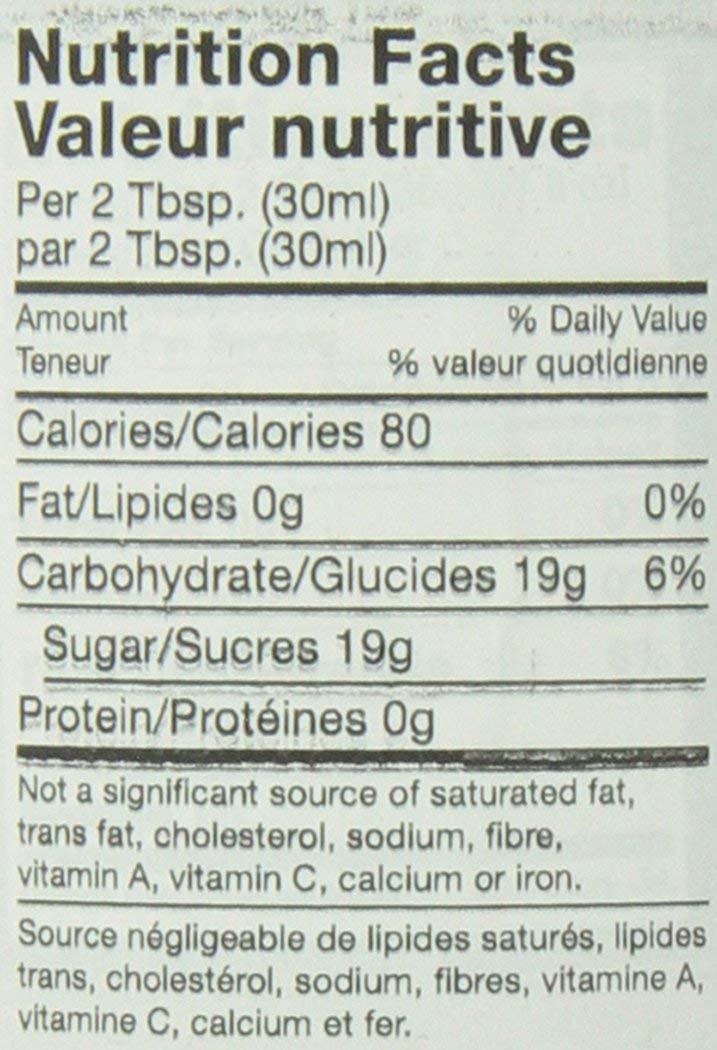 Nutrition Facts
Valeur nutritive
Per 2 Tbsp. (30ml)
par 2 Tbsp. (30ml)
Amount % Daily Value
Teneur % valeur quotidienne
Calories/Calories 80
Fat/Lipides 0g 0%
Carbohydrate/Glucides 19g 6%
Sugar/Sucres 19g
Protein/Protéines 0g
Not a significant source of saturated fat,
trans fat, cholesterol, sodium, fibre,
vitamin A, vitamin C, calcium or iron.
Source négligeable de lipides saturés, lipides
trans, cholestérol, sodium, fibres, vitamine A,
vitamine C, calcium et fer.